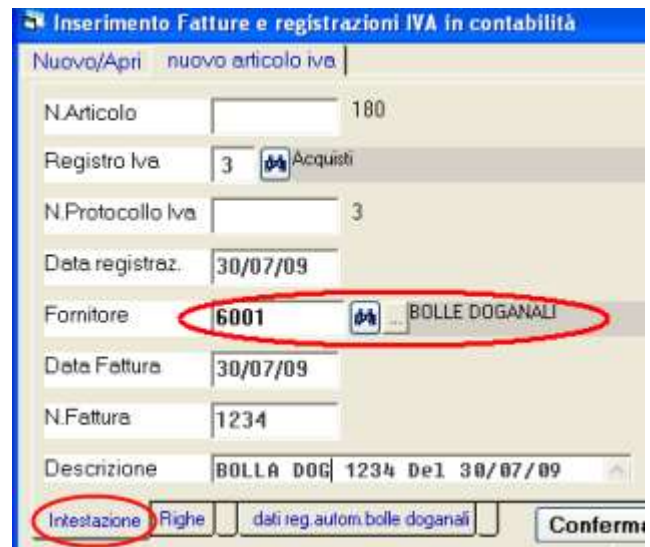 Inserimento Fatture e registrazioni IVA in contabilità
Nuovo/Apri nuovo articolo iva
N.Articolo 180
Registro Iva 3 Acquisti
N.Protocollo Iva 3
Data registraz. 30/07/09
Fornitore 6001 ... BOLLE DOGANALI
Data Fattura 30/07/09
N.Fattura 1234
Descrizione BOLLA DOG 1234 Del 30/07/09
Intestazione Righe dati reg.autom.bolle doganali Conferma